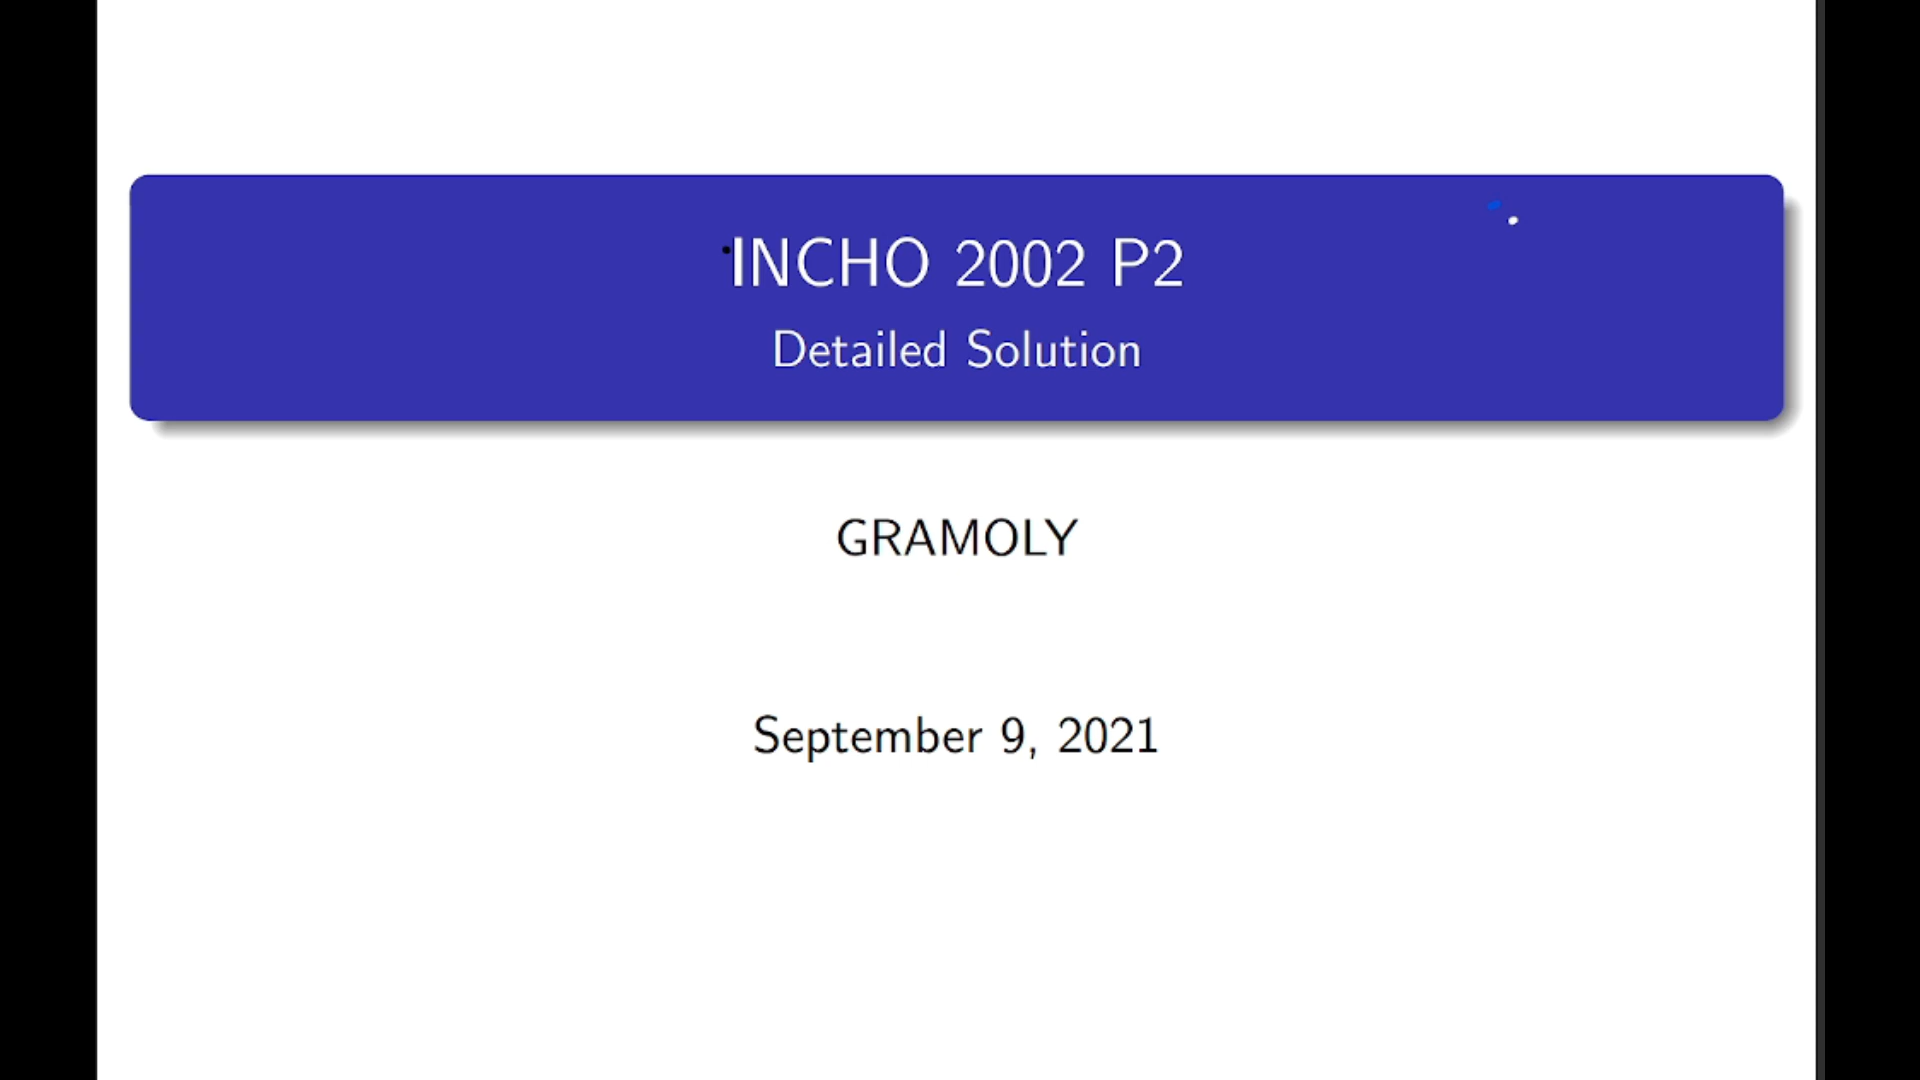 INCHO 2002 P2
Detailed Solution
GRAMOLY
September 9, 2021